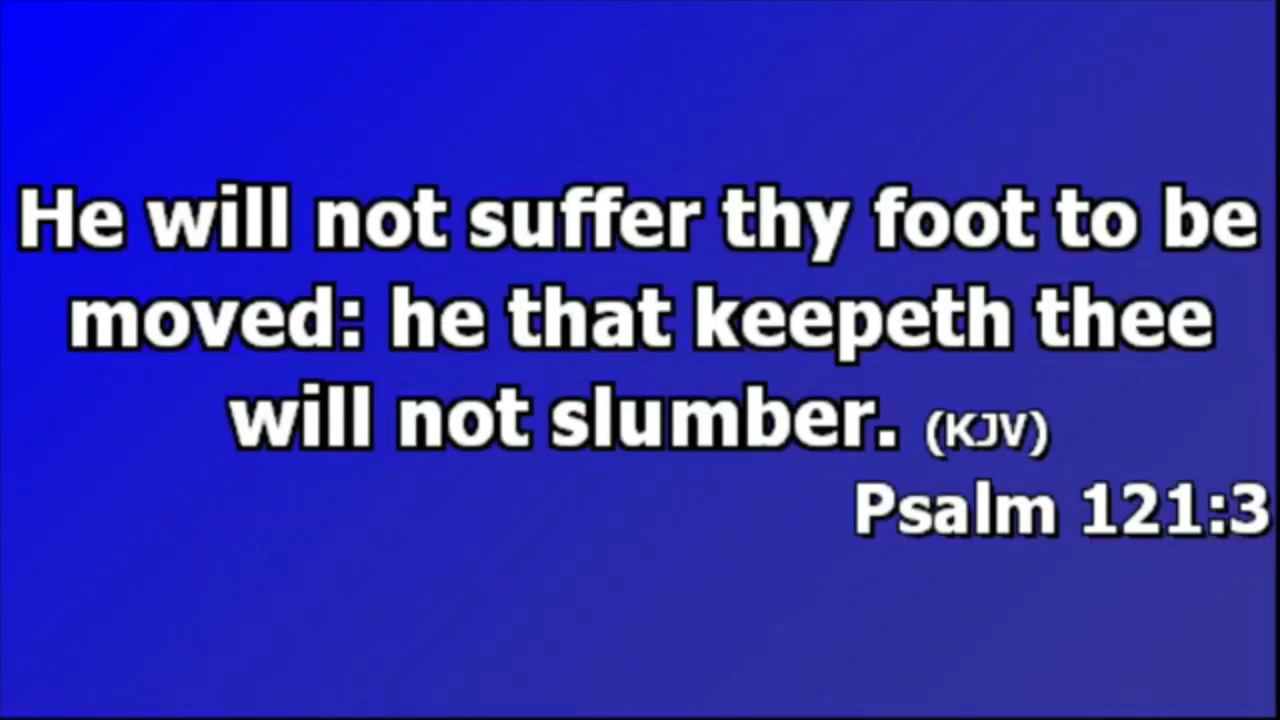 He will not suffer thy foot to be
moved: he that keepeth thee
will not slumber. (KJV)
Psalm 121:3